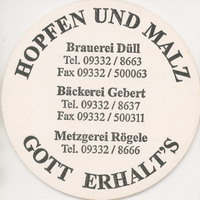 HOPFEN UND MALZ
Brauerei Düll
Tel. 09332 / 8663
Fax 09332 / 500063
Bäckerei Gebert
Tel. 09332 / 8637
Fax 09332 / 500311
Metzgerei Rögele
Tel. 09332 / 8666
GOTT ERHALT'S